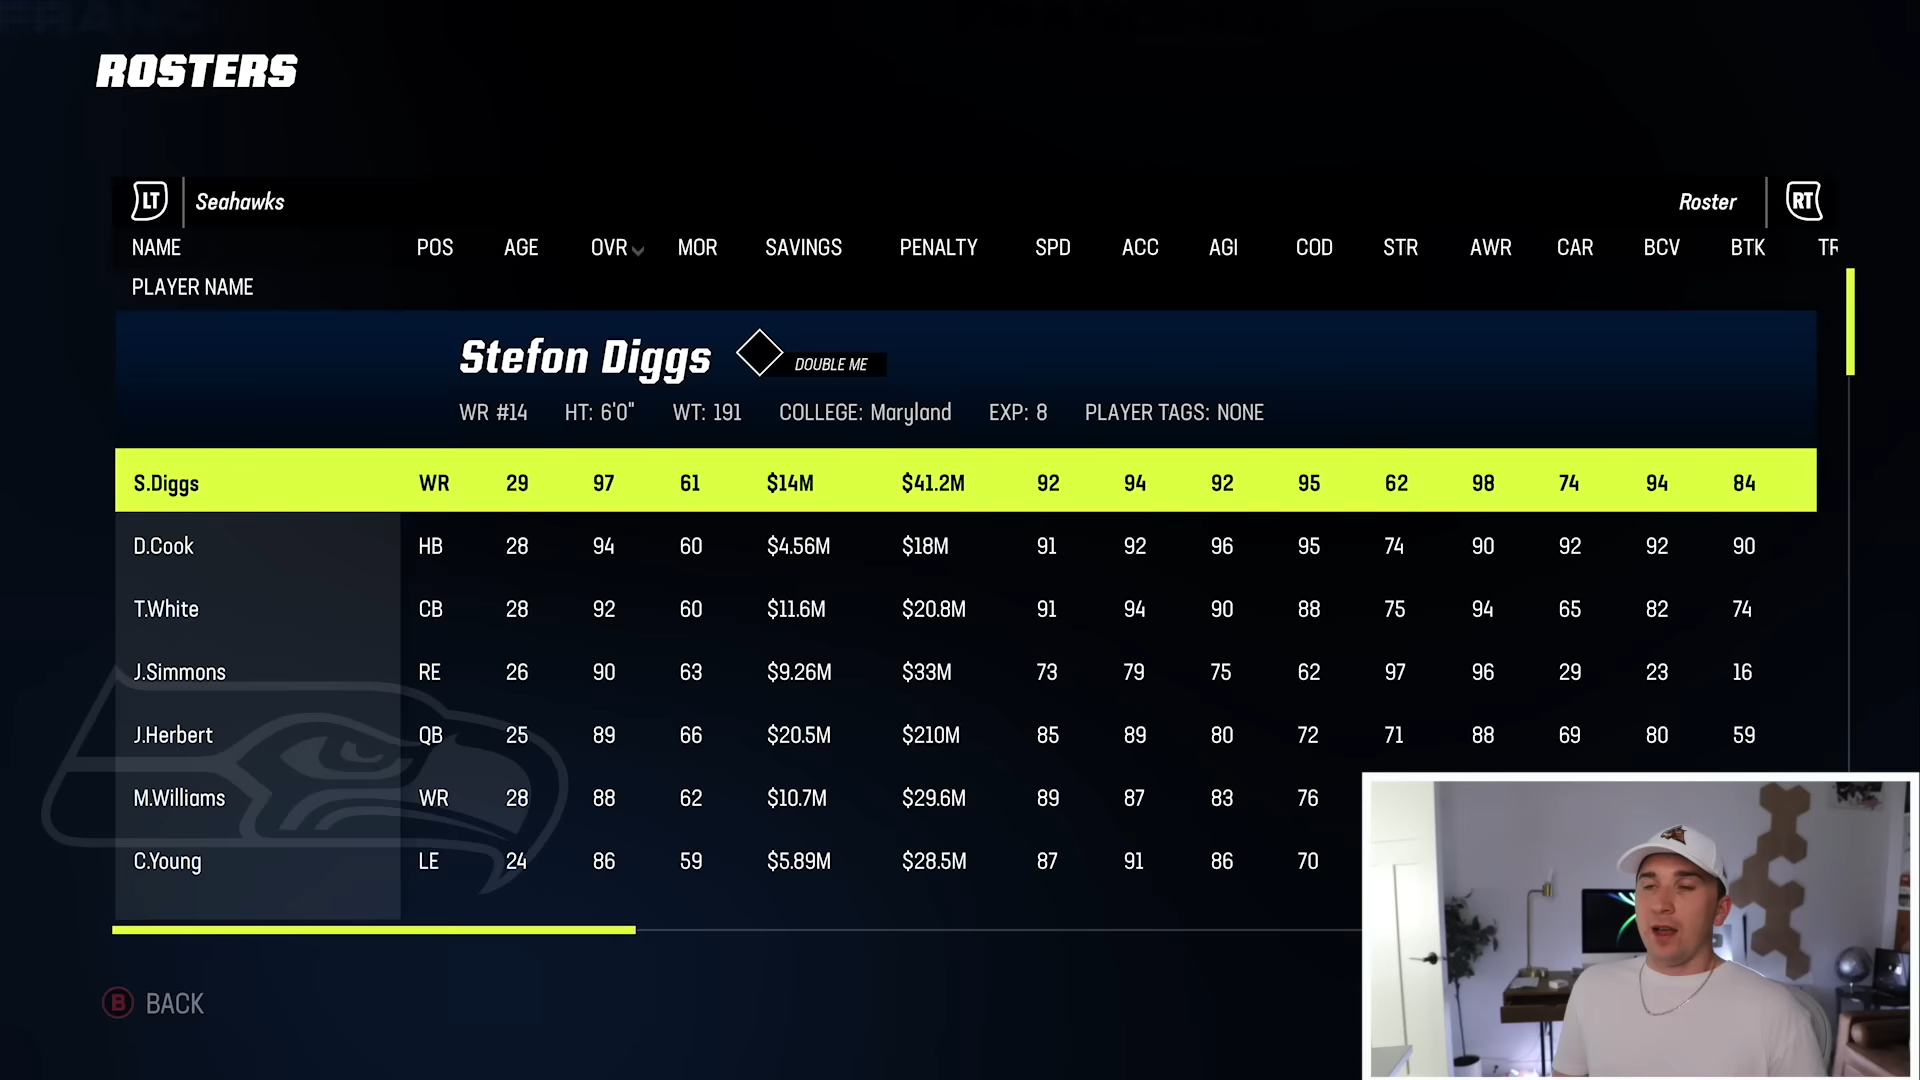 ROSTERS
LT Seahawks Roster RT
NAME POS AGE OVR MOR SAVINGS PENALTY SPD ACC AGI COD STR AWR CAR BCV BTK TR
PLAYER NAME
Stefon Diggs DOUBLE ME
WR #14 HT: 6'0" WT: 191 COLLEGE: Maryland EXP: 8 PLAYER TAGS: NONE
S.Diggs WR 29 97 61 $14M $41.2M 92 94 92 95 62 98 74 94 84
D.Cook HB 28 94 60 $4.56M $18M 91 92 96 95 74 90 92 92 90
T.White CB 28 92 60 $11.6M $20.8M 91 94 90 88 75 94 65 82 74
J.Simmons RE 26 90 63 $9.26M $33M 73 79 75 62 97 96 29 23 16
J.Herbert QB 25 89 66 $20.5M $210M 85 89 80 72 71 88 69 80 59
M.Williams WR 28 88 62 $10.7M $29.6M 89 87 83 76
C.Young LE 24 86 59 $5.89M $28.5M 87 91 86 70
B BACK